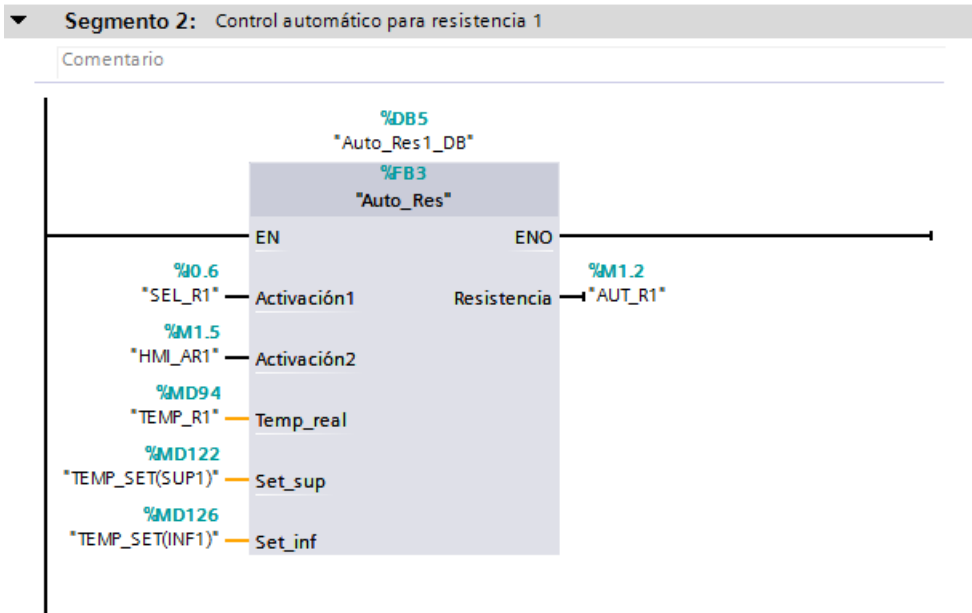 Segmento 2: Control automático para resistencia 1
Comentario
%DB5
"Auto_Res1_DB"
%FB3
"Auto_Res"
EN ENO
%I0.6
"SEL_R1" Activación1
%M1.2
Resistencia "AUT_R1"
%M1.5
"HMI_AR1" Activación2
%MD94
"TEMP_R1" Temp_real
%MD122
"TEMP_SET(SUP1)" Set_sup
%MD126
"TEMP_SET(INF1)" Set_inf